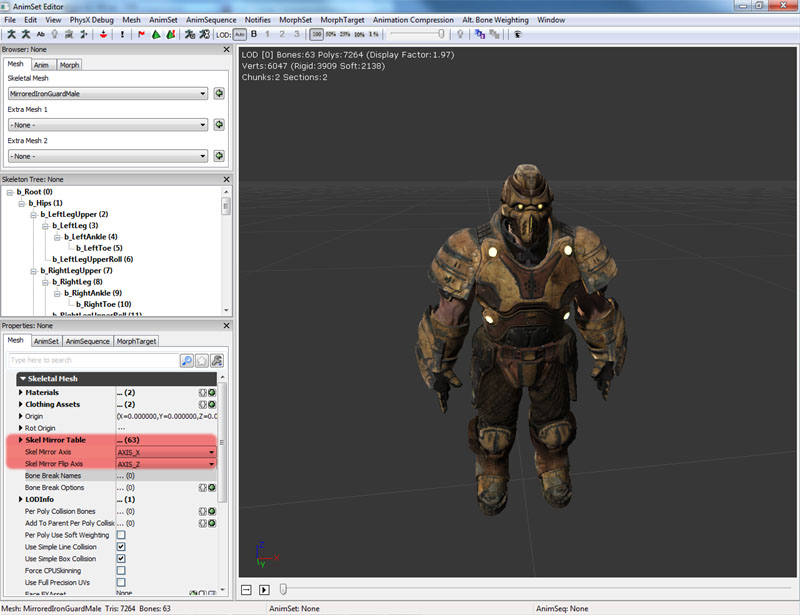 AnimSet Editor
File Edit View PhysX Debug Mesh AnimSet AnimSequence Notifies MorphSet MorphTarget Animation Compression Alt. Bone Weighting Window
Ab LOD: Auto B 1 2 3 100 50% 25% 10% 1%
Browser: None
Mesh Anim Morph
Skeletal Mesh
MirroredIronGuardMale
Extra Mesh 1
- None -
Extra Mesh 2
- None -
Skeleton Tree: None
b_Root (0)
b_Hips (1)
b_LeftLegUpper (2)
b_LeftLeg (3)
b_LeftAnkle (4)
b_LeftToe (5)
b_LeftLegUpperRoll (6)
b_RightLegUpper (7)
b_RightLeg (8)
b_RightAnkle (9)
b_RightToe (10)
b_RightLegUpperRoll (11)
Properties: None
Mesh AnimSet AnimSequence MorphTarget
Type here to search
Skeletal Mesh
Materials ... (2)
Clothing Assets ... (2)
Origin (X=0.000000,Y=0.000000,Z=0.0
Rot Origin ...
Skel Mirror Table ... (63)
Skel Mirror Axis AXIS_X
Skel Mirror Flip Axis AXIS_Z
Bone Break Names ... (0)
Bone Break Options ... (0)
LODInfo ... (1)
Per Poly Collision Bones ... (0)
Add To Parent Per Poly Collisio ... (0)
Per Poly Use Soft Weighting
Use Simple Line Collision
Use Simple Box Collision
Force CPUSkinning
Use Full Precision UVs
Face FXAsset None
LOD [0] Bones:63 Polys:7264 (Display Factor:1.97)
Verts:6047 (Rigid:3909 Soft:2138)
Chunks:2 Sections:2
Z
X
Y
Mesh: MirroredIronGuardMale Tris: 7264 Bones: 63 AnimSet: None AnimSeq: None